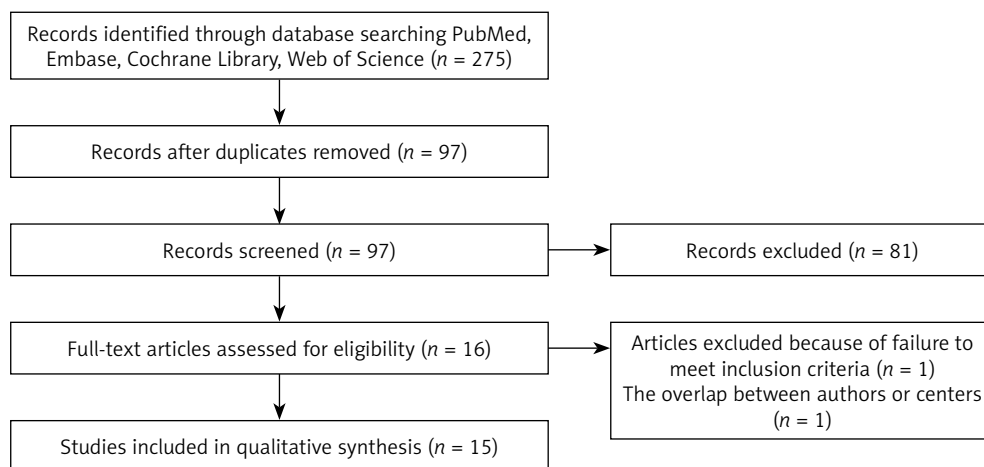 Records identified through database searching PubMed,
Embase, Cochrane Library, Web of Science (n = 275)
Records after duplicates removed (n = 97)
Records screened (n = 97)
Records excluded (n = 81)
Full-text articles assessed for eligibility (n = 16)
Articles excluded because of failure to
meet inclusion criteria (n = 1)
The overlap between authors or centers
(n = 1)
Studies included in qualitative synthesis (n = 15)